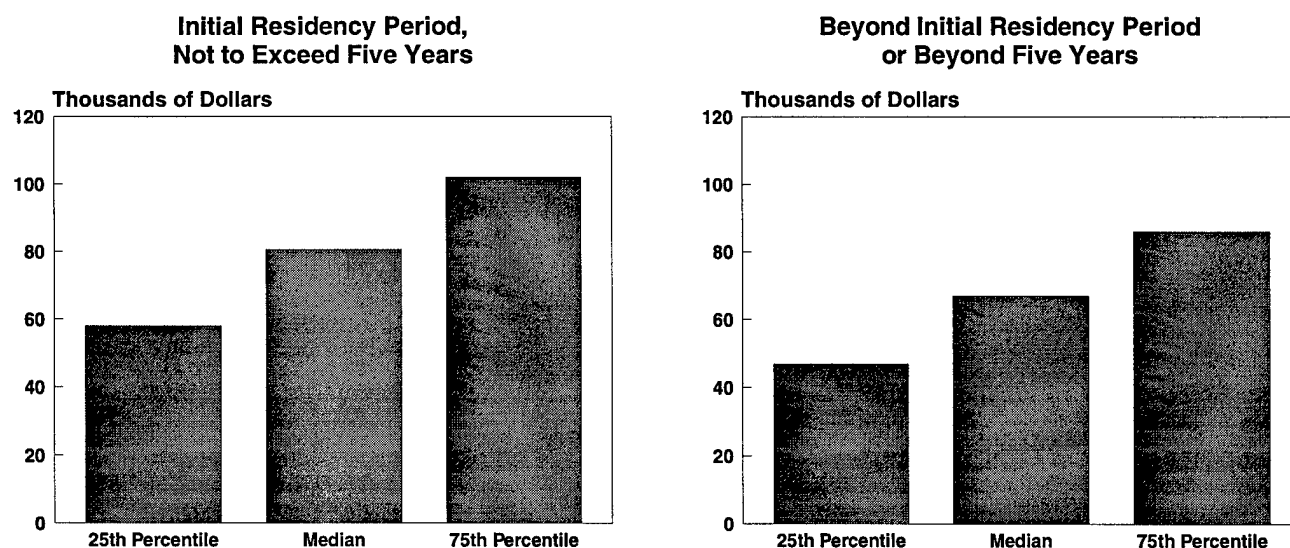 Initial Residency Period,
Not to Exceed Five Years
Thousands of Dollars
120
100
80
60
40
20
0
25th Percentile
Median
75th Percentile
Beyond Initial Residency Period
or Beyond Five Years
Thousands of Dollars
120
100
80
60
40
20
0
25th Percentile
Median
75th Percentile